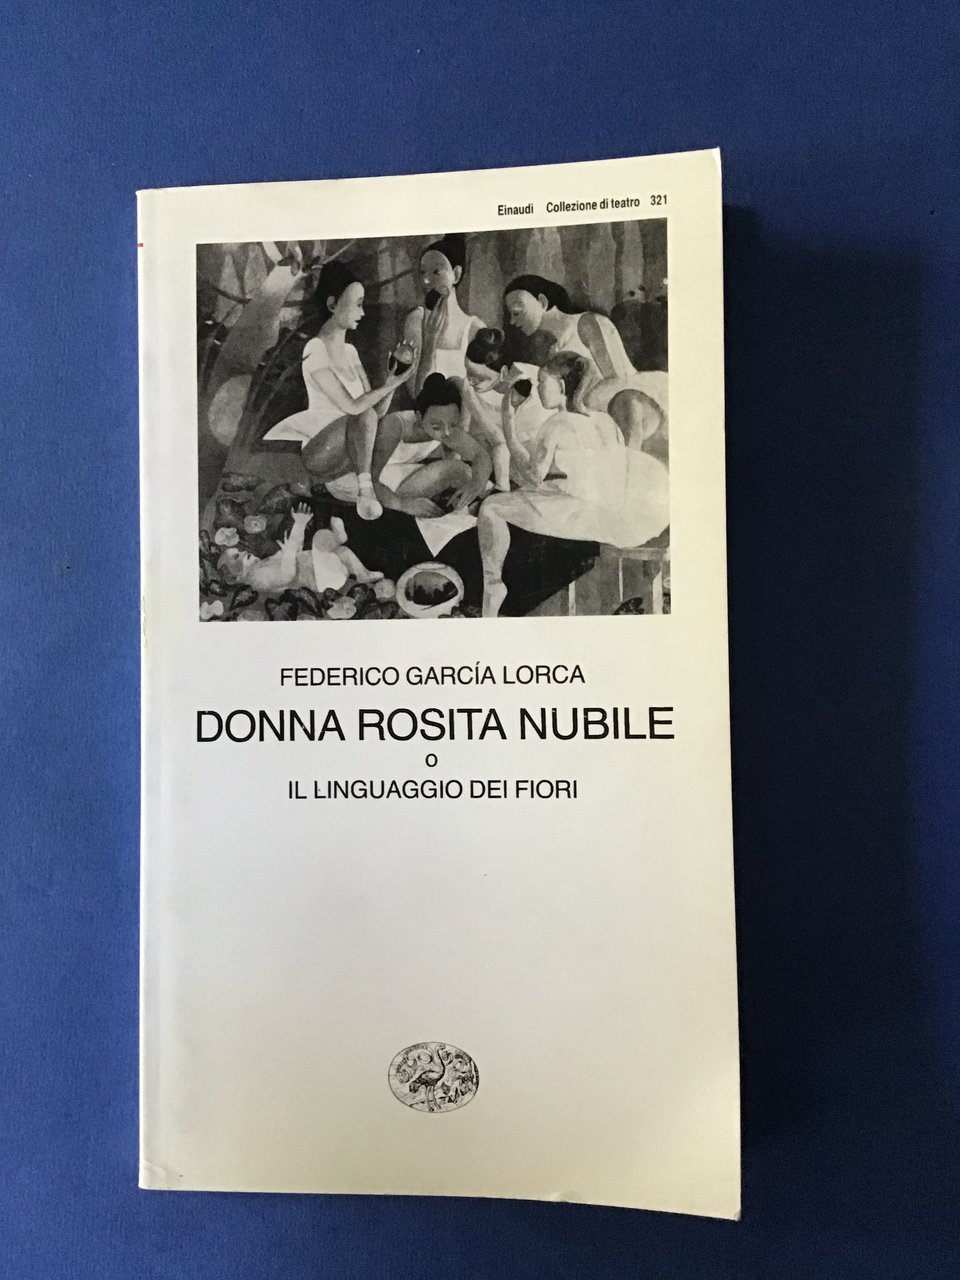 Einaudi Collezione di teatro 321
FEDERICO GARCÍA LORCA
DONNA ROSITA NUBILE
O
IL LINGUAGGIO DEI FIORI